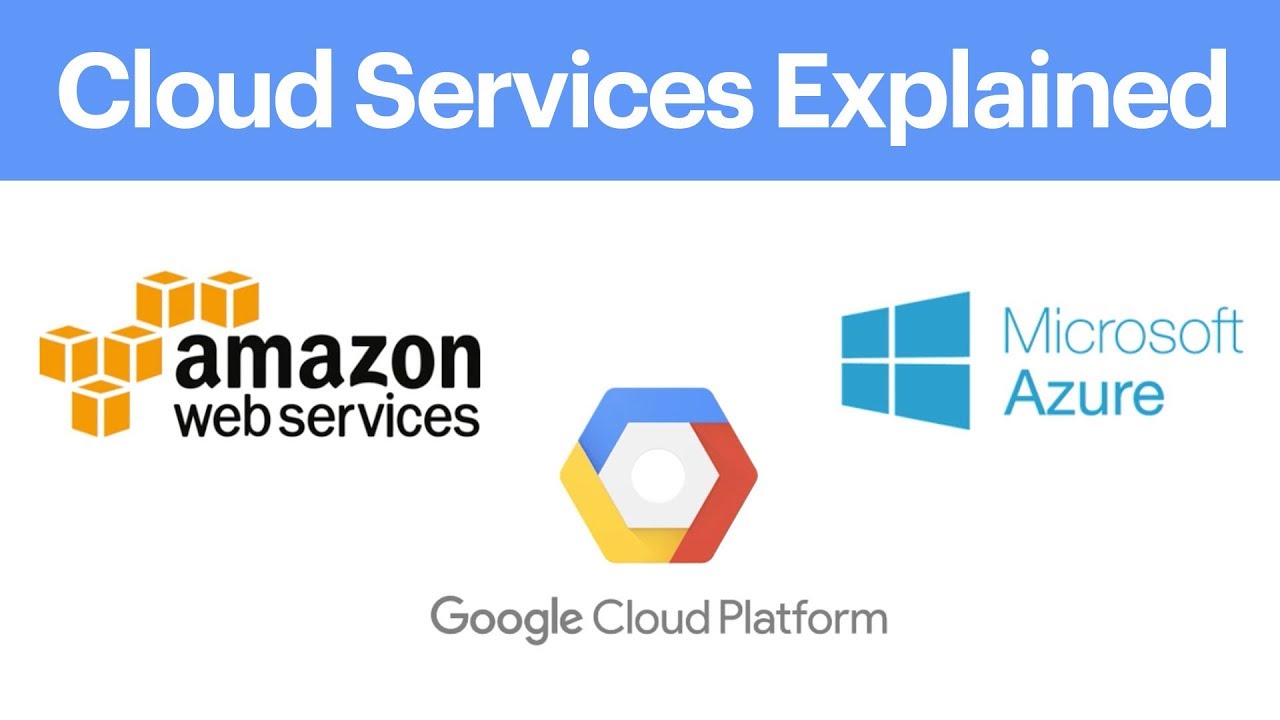 Cloud Services Explained
amazon
web services
Microsoft
Azure
Google Cloud Platform